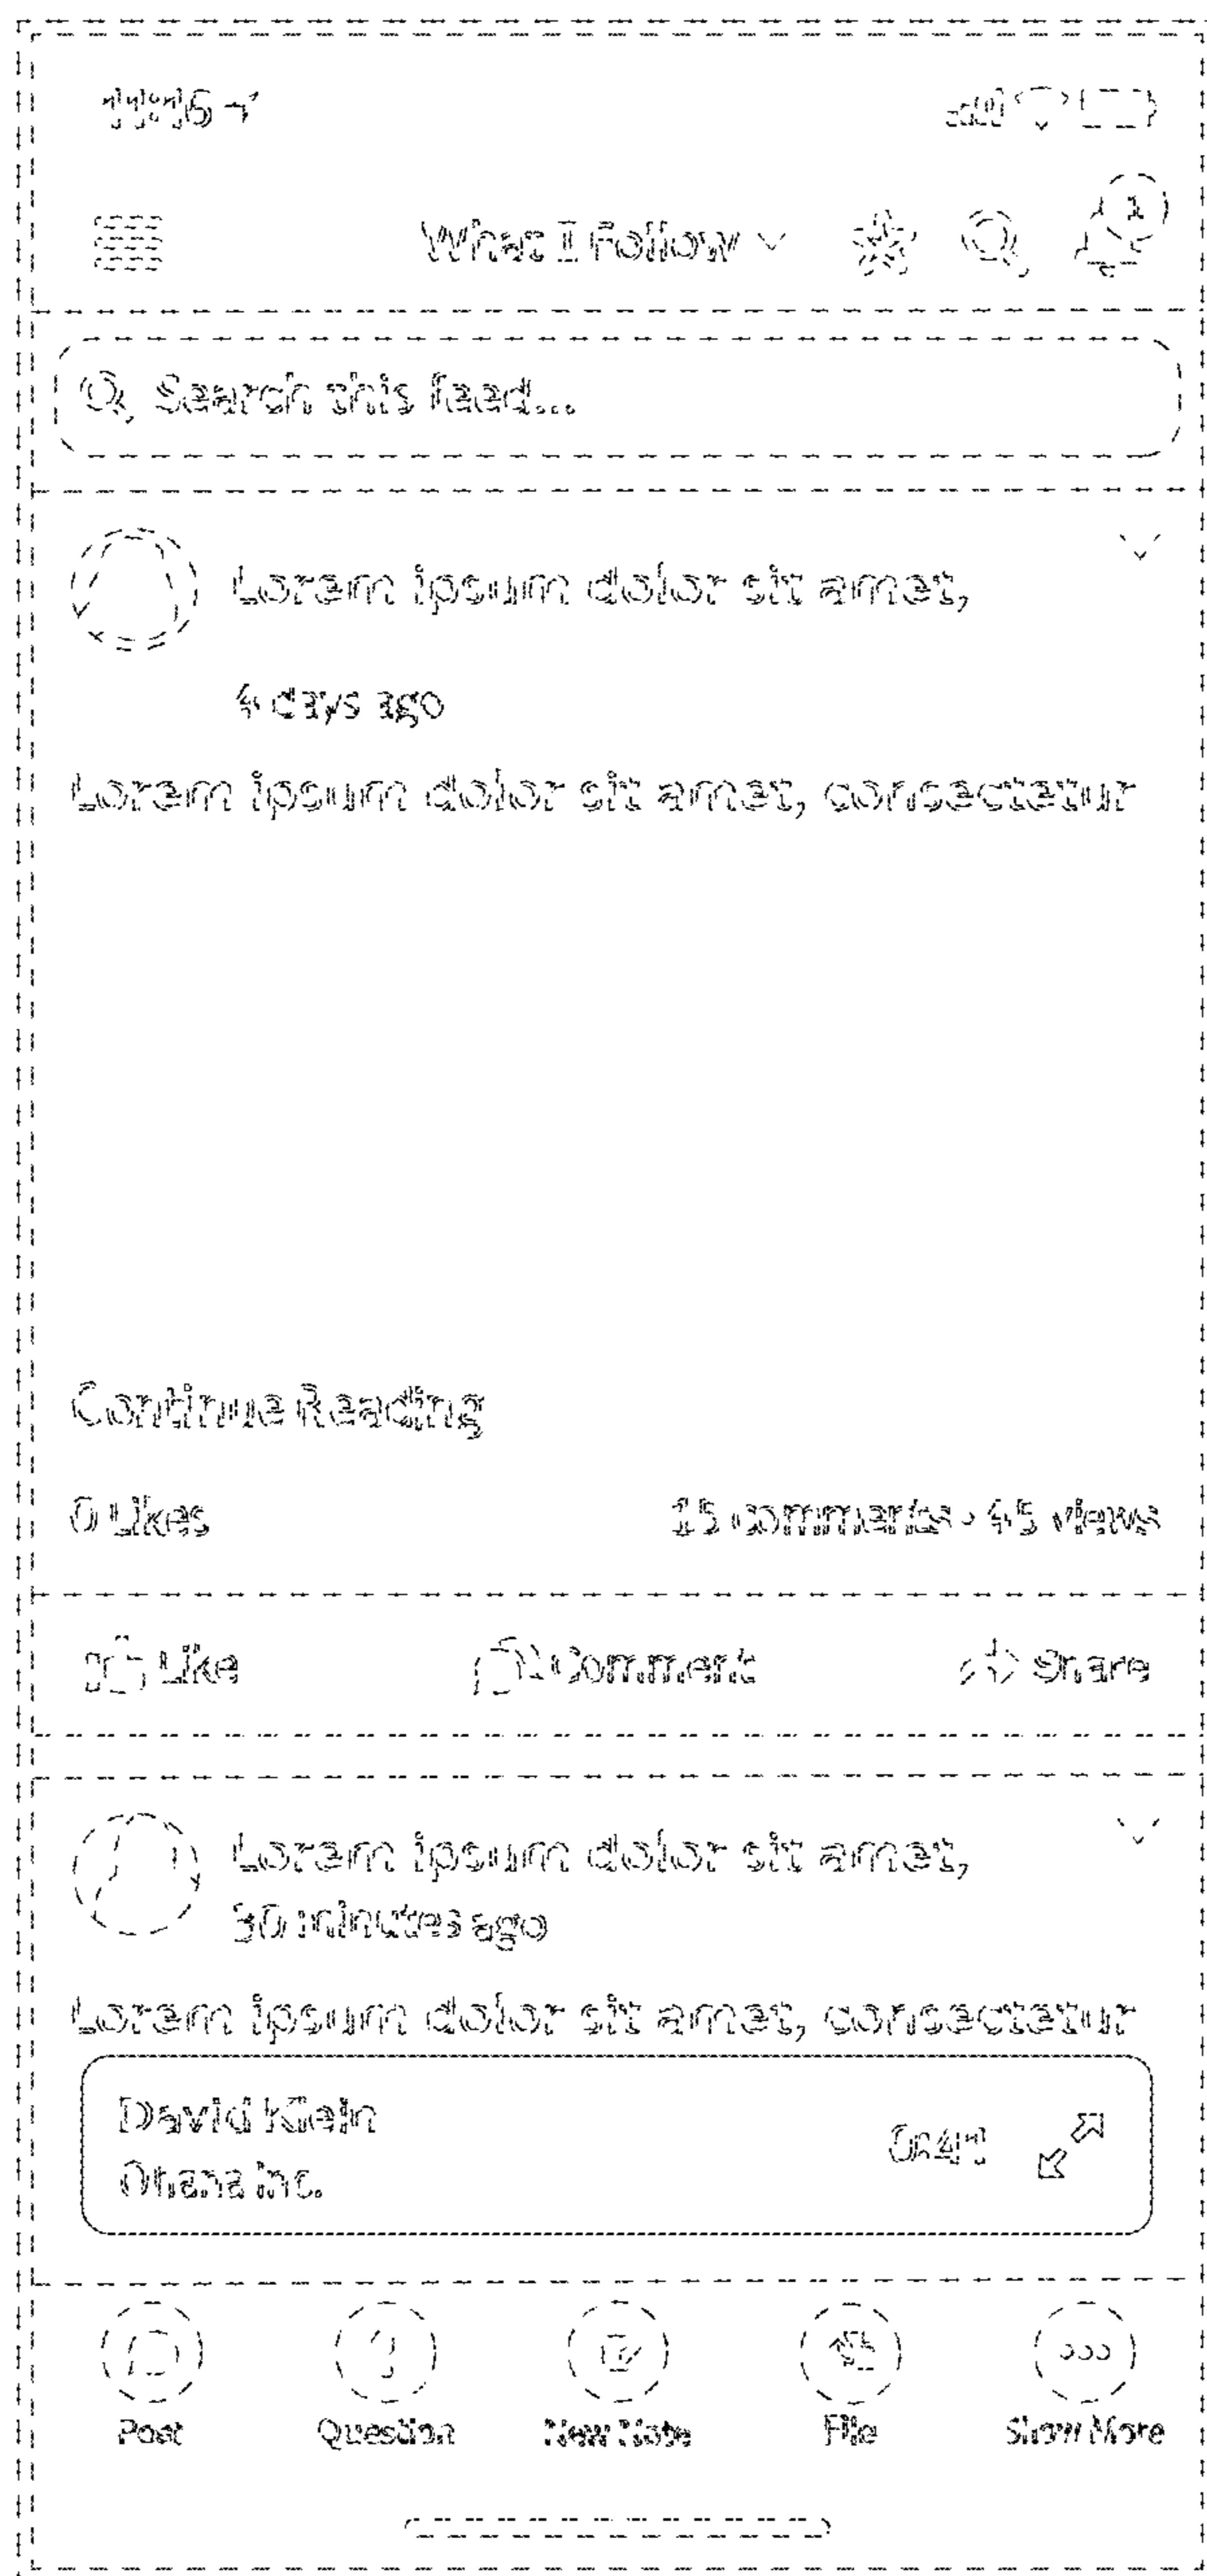 What I Follow
1
Search this feed...
Lorem ipsum dolor sit amet,
4 days ago
Lorem ipsum dolor sit amet, consectetur
Continue Reading
0 Likes
15 comments · 45 views
Like
Comment
Share
Lorem ipsum dolor sit amet,
30 minutes ago
Lorem ipsum dolor sit amet, consectetur
David Klein
Ohana Inc.
Post
Question
New Note
File
Show More